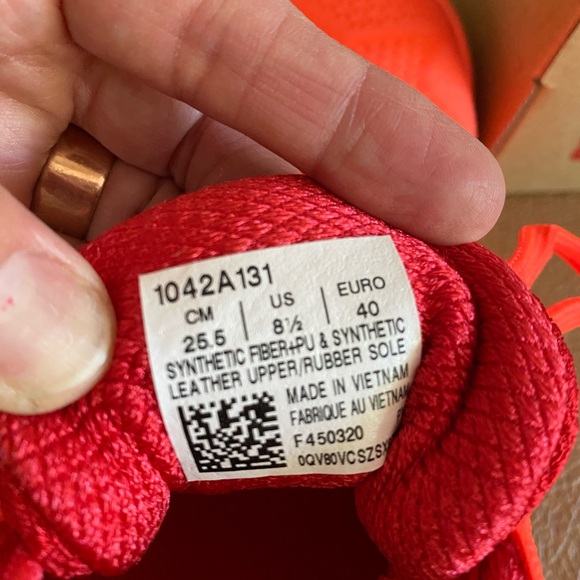 1042A131
CM | US | EURO
25.5 | 8½ | 40
SYNTHETIC FIBER+PU & SYNTHETIC
LEATHER UPPER/RUBBER SOLE
MADE IN VIETNAM
FABRIQUE AU VIETNAM
F450320